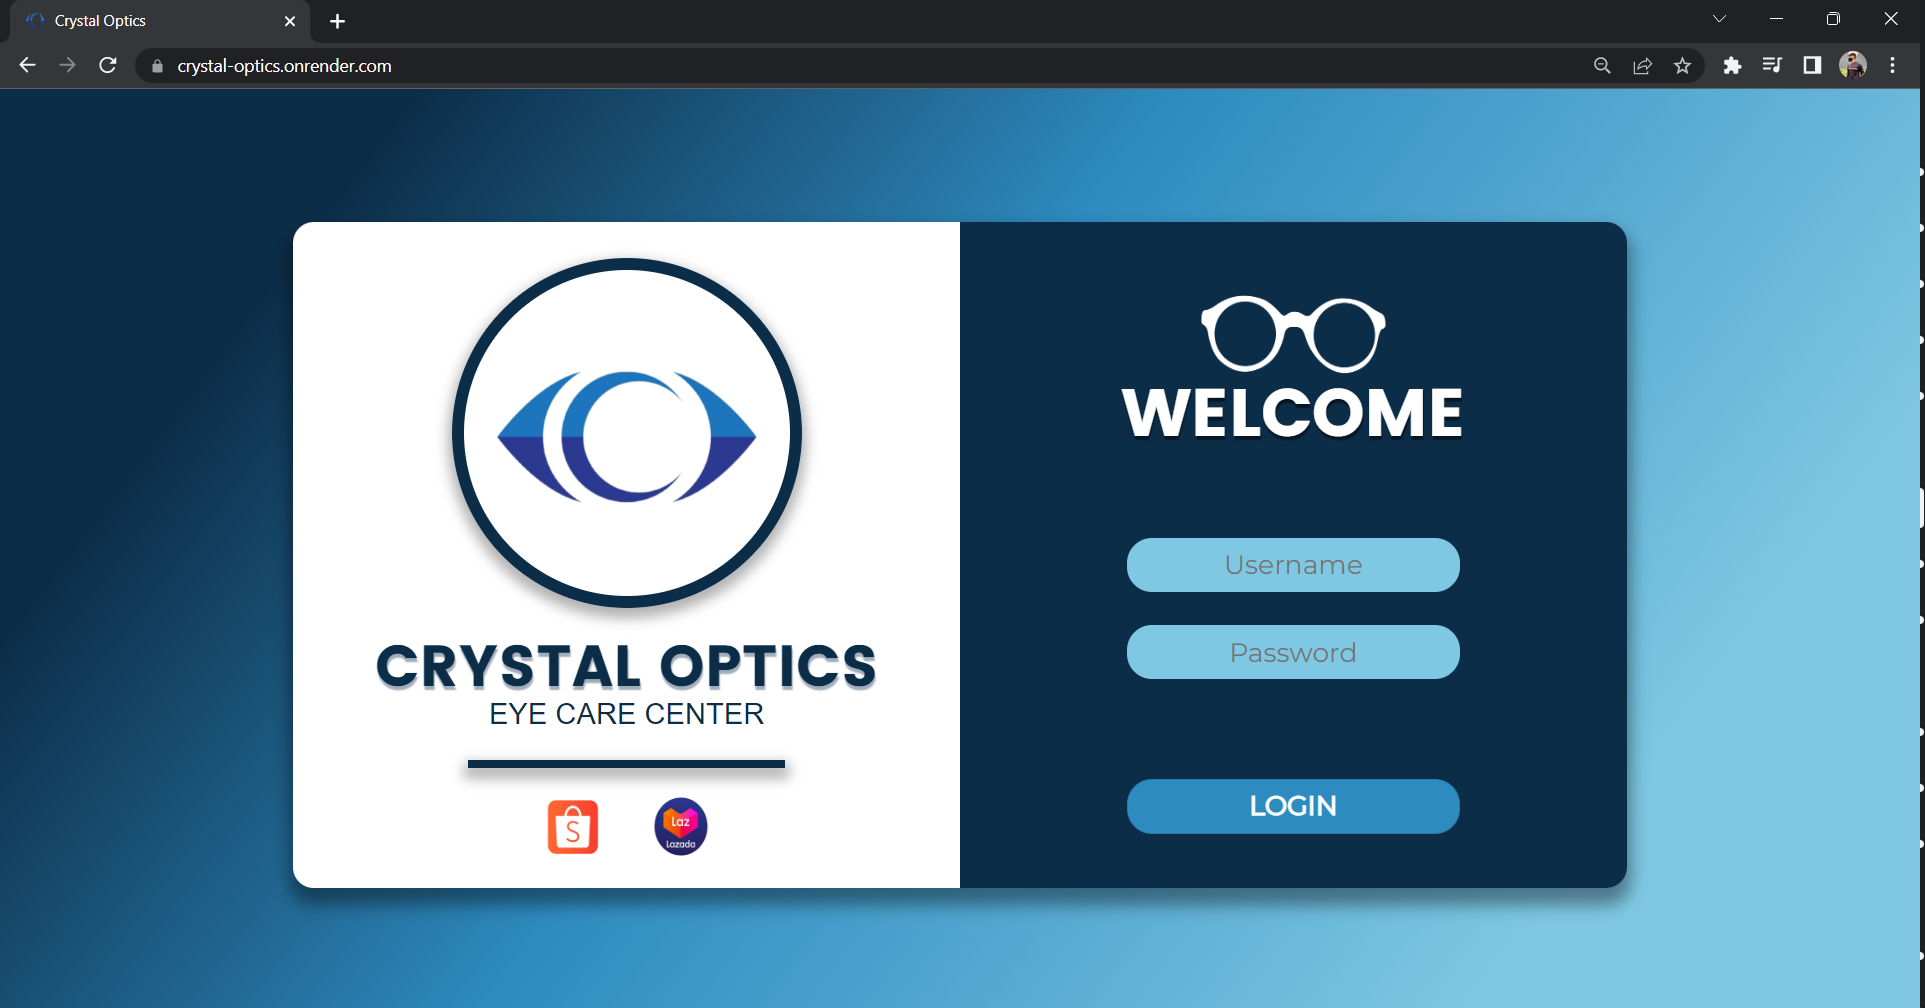 Crystal Optics
crystal-optics.onrender.com
WELCOME
CRYSTAL OPTICS
EYE CARE CENTER
S
Laz
Lazada
Username
Password
LOGIN